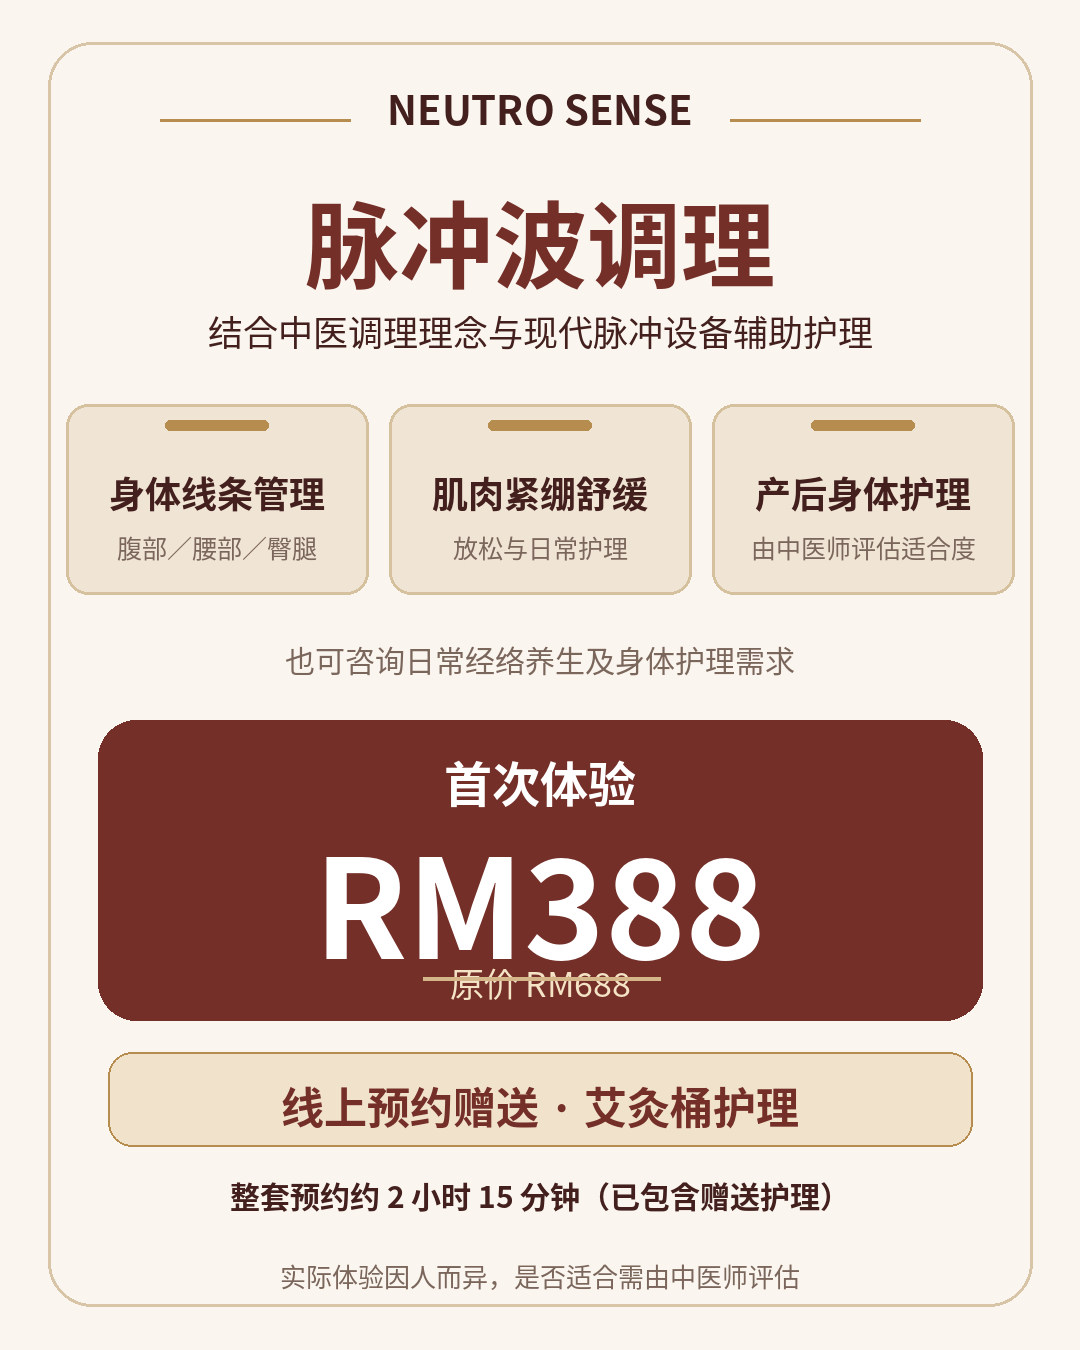 NEUTRO SENSE
脉冲波调理
结合中医调理理念与现代脉冲设备辅助护理
身体线条管理
腹部／腰部／臀腿
肌肉紧绷舒缓
放松与日常护理
产后身体护理
由中医师评估适合度
也可咨询日常经络养生及身体护理需求
首次体验
RM388
原价 RM688
线上预约赠送 · 艾灸桶护理
整套预约约 2 小时 15 分钟（已包含赠送护理）
实际体验因人而异，是否适合需由中医师评估